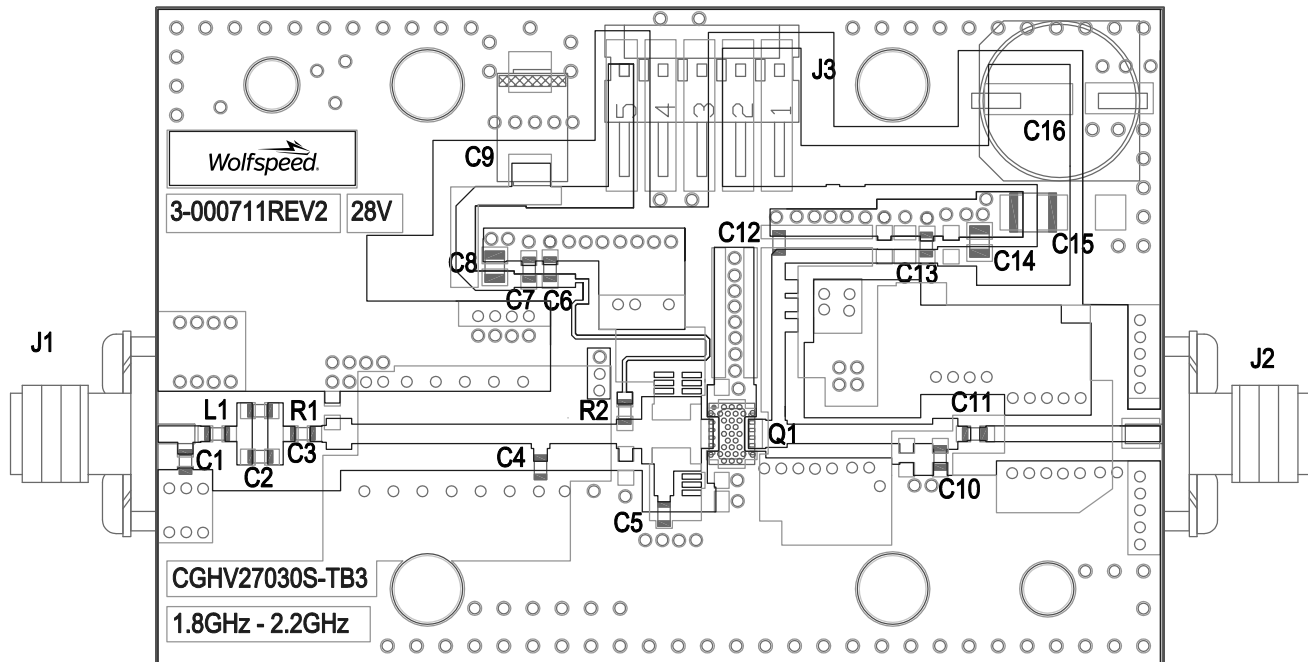 J3
5 4 3 2 1
C16
C9
Wolfspeed.
3-000711REV2 28V
C12
C15
C8
C13 C14
C7 C6
J1
J2
L1 R1
R2
C11
Q1
C1
C2
C3
C4
C10
C5
CGHV27030S-TB3
1.8GHz - 2.2GHz